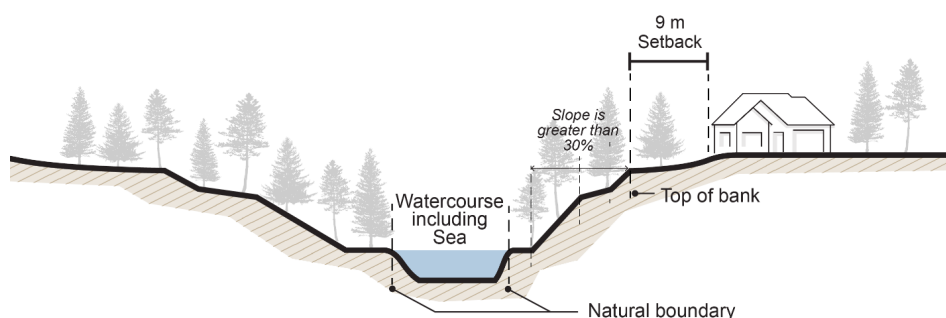 9 m
Setback
Slope is
greater than
30%
Top of bank
Watercourse
including
Sea
Natural boundary